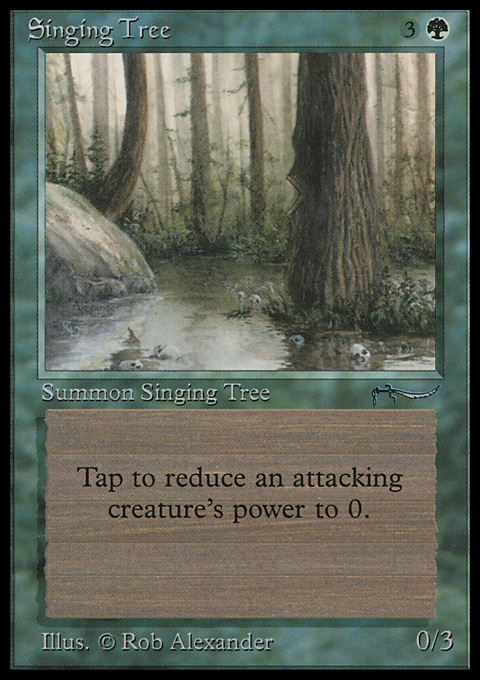 Singing Tree 3
Summon Singing Tree
Tap to reduce an attacking
creature's power to 0.
Illus. © Rob Alexander 0/3